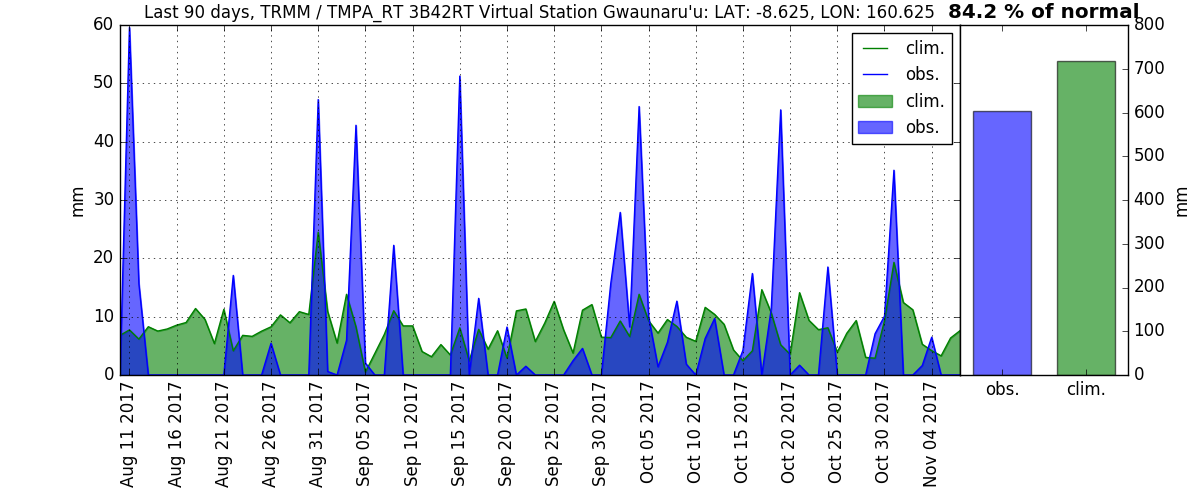 Last 90 days, TRMM / TMPA_RT 3B42RT Virtual Station Gwaunaru'u: LAT: -8.625, LON: 160.625
84.2 % of normal
clim.
obs.
clim.
obs.
60
50
40
30
20
10
0
mm
800
700
600
500
400
300
200
100
0
mm
Aug 11 2017
Aug 16 2017
Aug 21 2017
Aug 26 2017
Aug 31 2017
Sep 05 2017
Sep 10 2017
Sep 15 2017
Sep 20 2017
Sep 25 2017
Sep 30 2017
Oct 05 2017
Oct 10 2017
Oct 15 2017
Oct 20 2017
Oct 25 2017
Oct 30 2017
Nov 04 2017
obs.
clim.